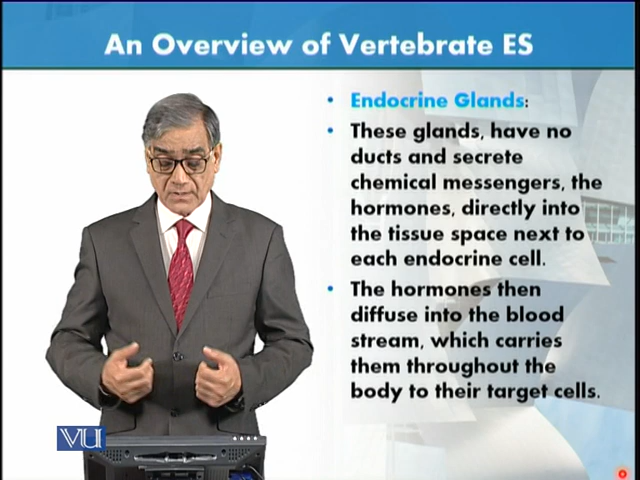 An Overview of Vertebrate ES
• Endocrine Glands:
• These glands, have no
ducts and secrete
chemical messengers, the
hormones, directly into
the tissue space next to
each endocrine cell.
• The hormones then
diffuse into the blood
stream, which carries
them throughout the
body to their target cells.
VU